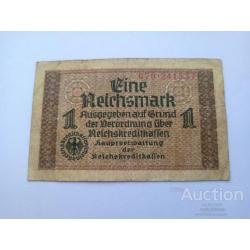 Eine
Reichsmark
Ausgegeben auf Grund
der Verordnung über
Reichskreditkassen
Hauptverwaltung
der
Reichskreditkassen
1
1
Auction